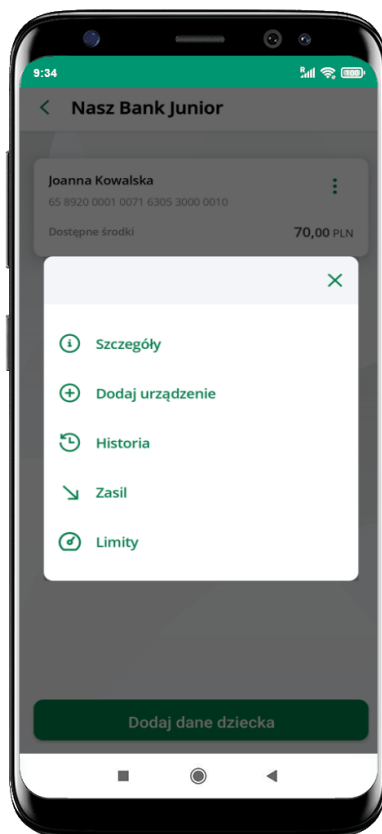 9:34
R 100
Nasz Bank Junior
Joanna Kowalska
65 8920 0001 0071 6305 3000 0010
Dostępne środki 70,00 PLN
Szczegóły
Dodaj urządzenie
Historia
Zasil
Limity
Dodaj dane dziecka